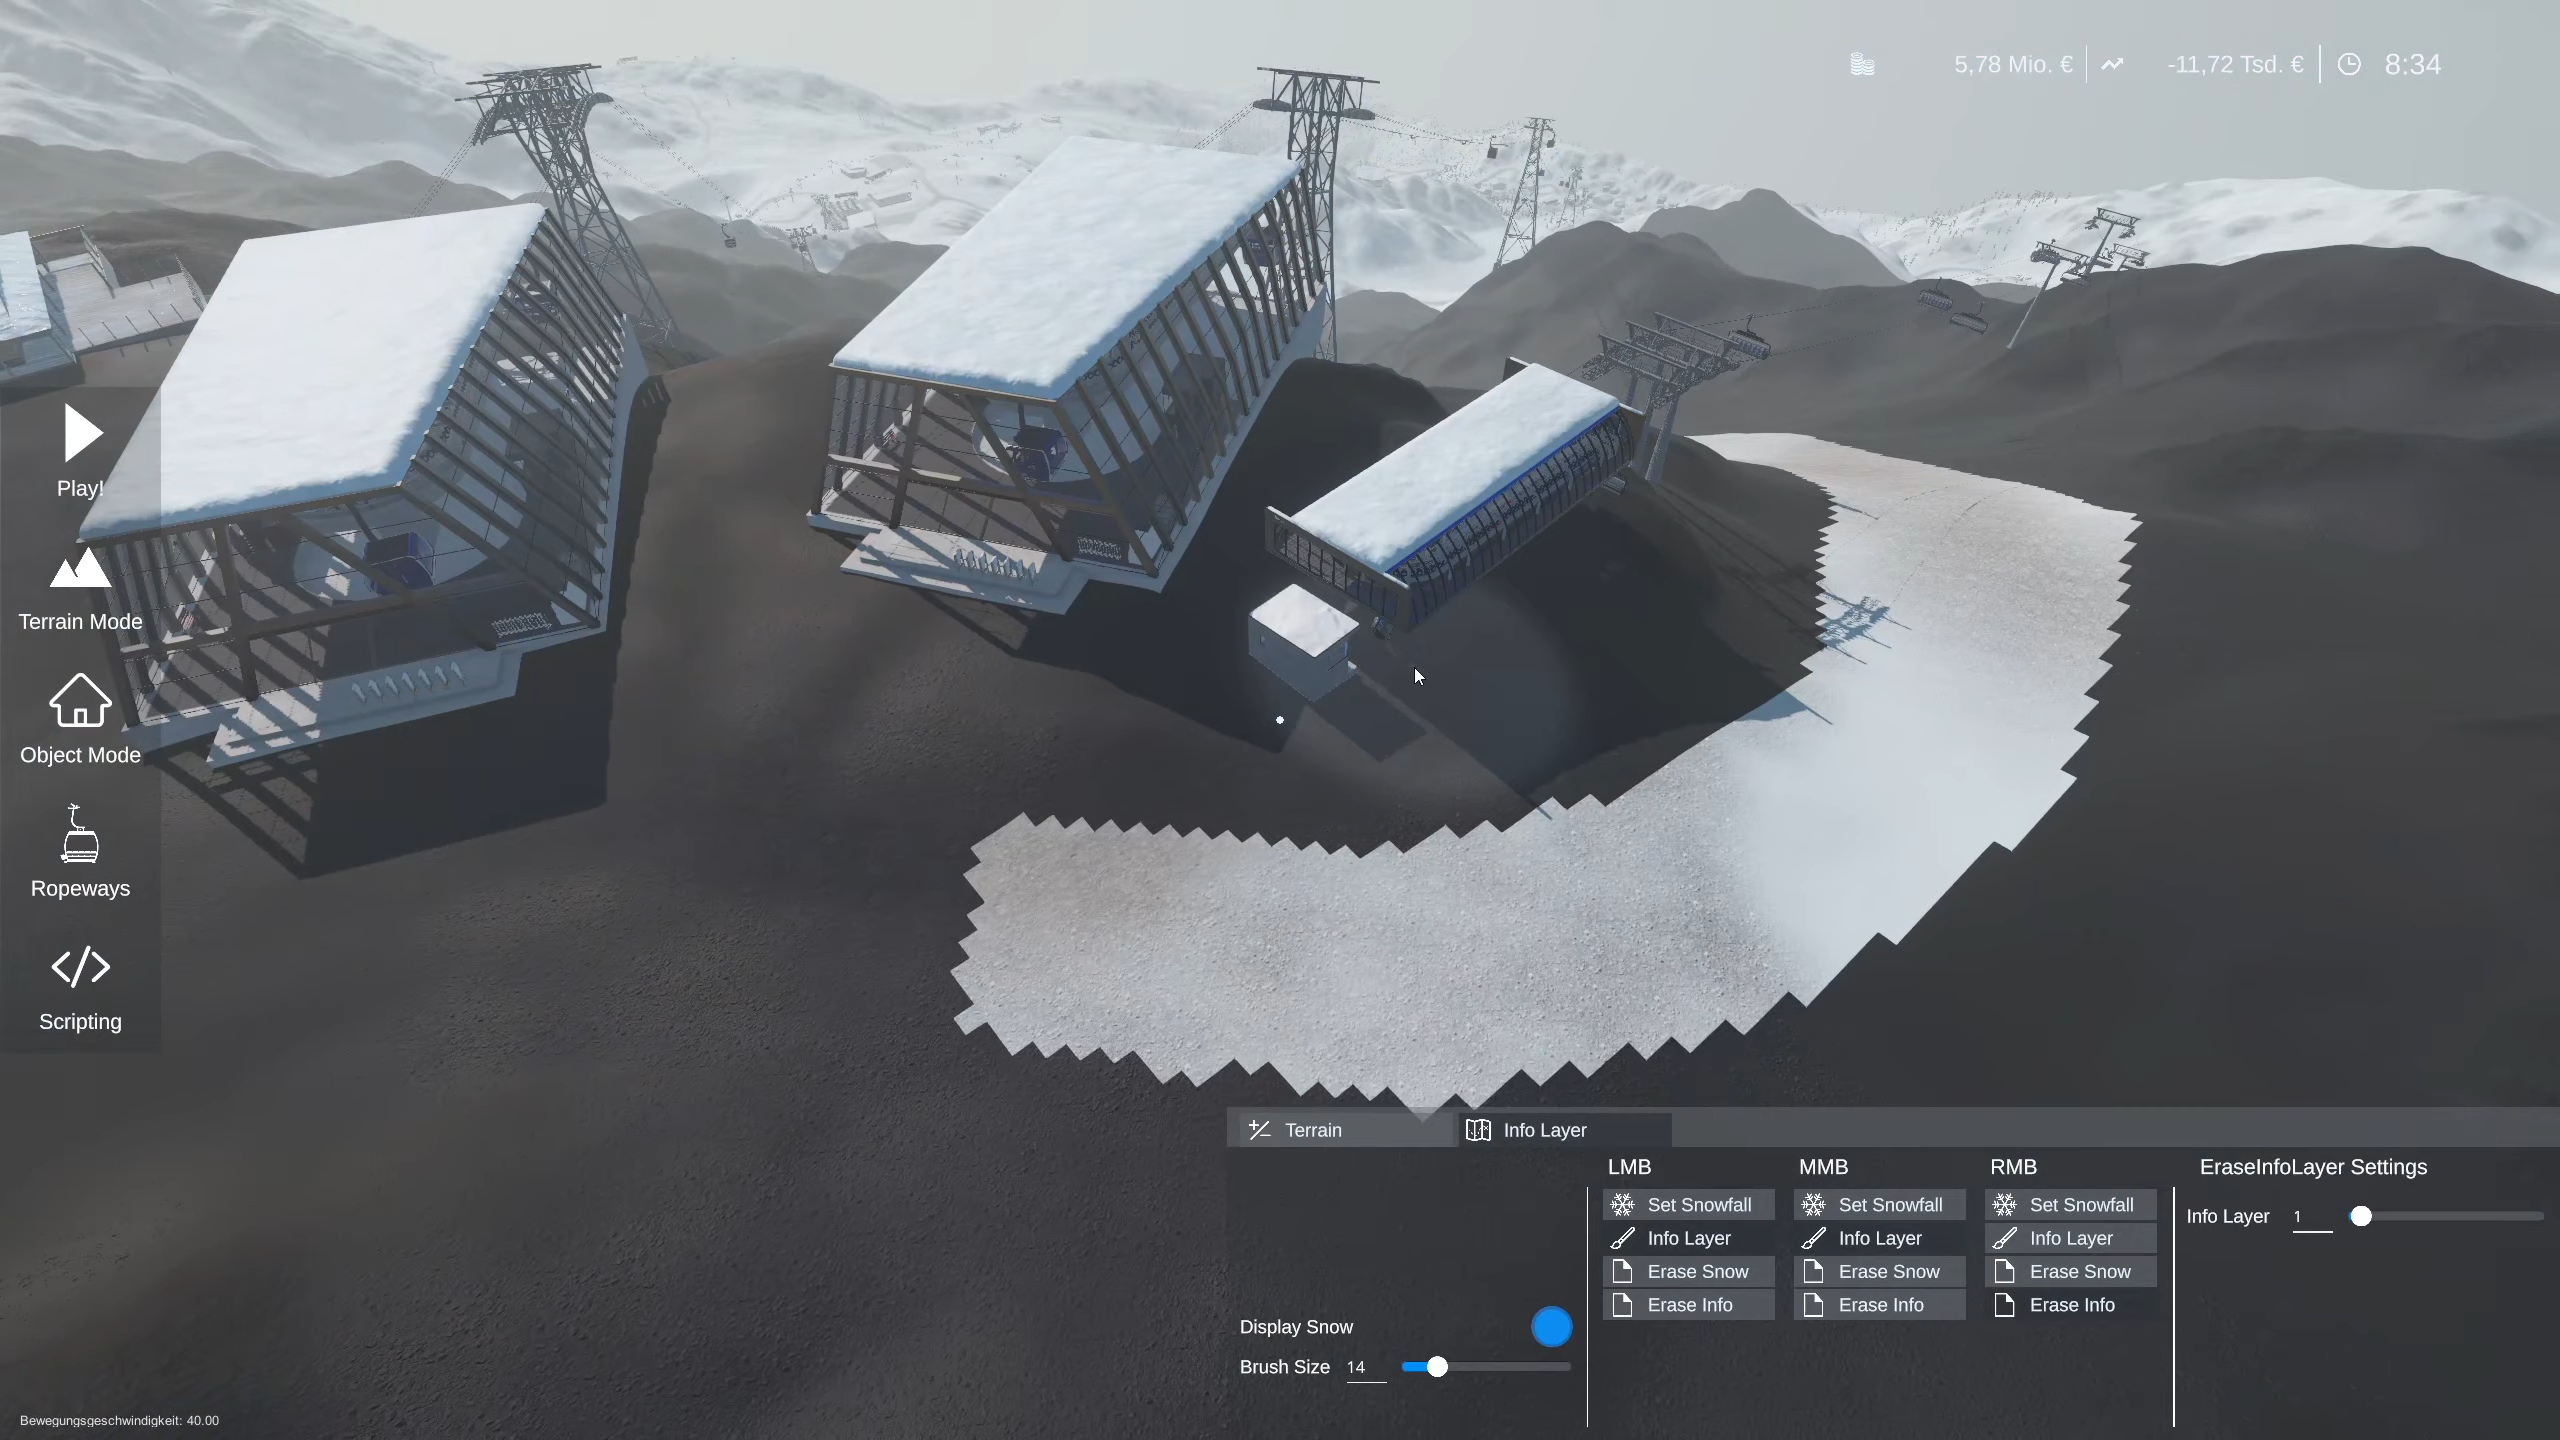 5,78 Mio. €
-11,72 Tsd. €
8:34
Play!
Terrain Mode
Object Mode
Ropeways
Scripting
Terrain
Info Layer
LMB
MMB
RMB
EraseInfoLayer Settings
Set Snowfall
Set Snowfall
Set Snowfall
Info Layer 1
Info Layer
Info Layer
Info Layer
Erase Snow
Erase Snow
Erase Snow
Erase Info
Erase Info
Erase Info
Display Snow
Brush Size 14
Bewegungsgeschwindigkeit: 40.00